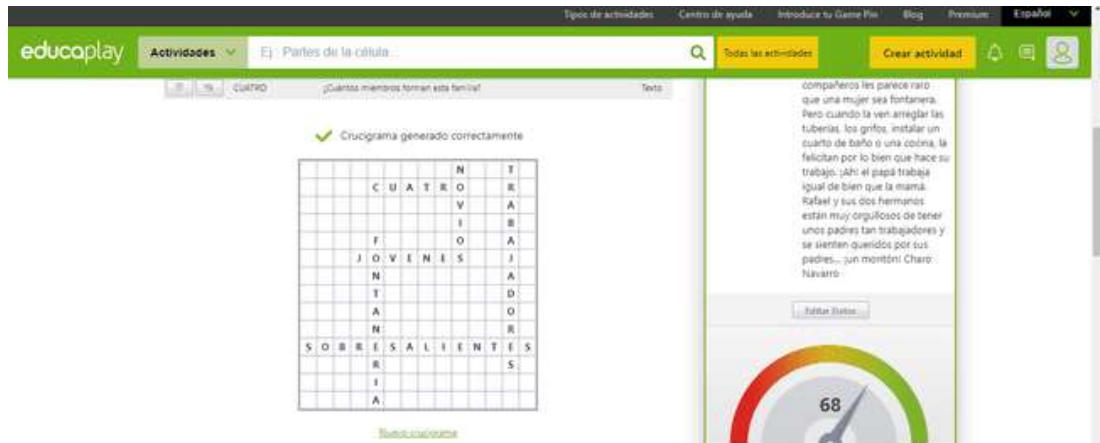 Tipos de actividades Centro de ayuda Introduce tu Game Pin Blog Premium Español
educaplay Actividades Ej: Partes de la célula... Todas las actividades Crear actividad
CUATRO ¿Cuántos miembros forman esta familia? Texto
Crucigrama generado correctamente
N T
C U A T R O R
V A
I B
F O A
J O V E N E S J
N A
T D
A O
N R
S O B R E S A L I E N T E S
R S
I
A
Nuevo crucigrama
compañeros les parece raro
que una mujer sea fontanera.
Pero cuando la ven arreglar las
tuberías, los grifos, instalar un
cuarto de baño o una cocina, la
felicitan por lo bien que hace su
trabajo. ¡Ah! el papá trabaja
igual de bien que la mamá.
Rafael y sus dos hermanos
están muy orgullosos de tener
unos padres tan trabajadores y
se sienten queridos por sus
padres... ¡un montón! Charo
Navarro
Editar Datos
68